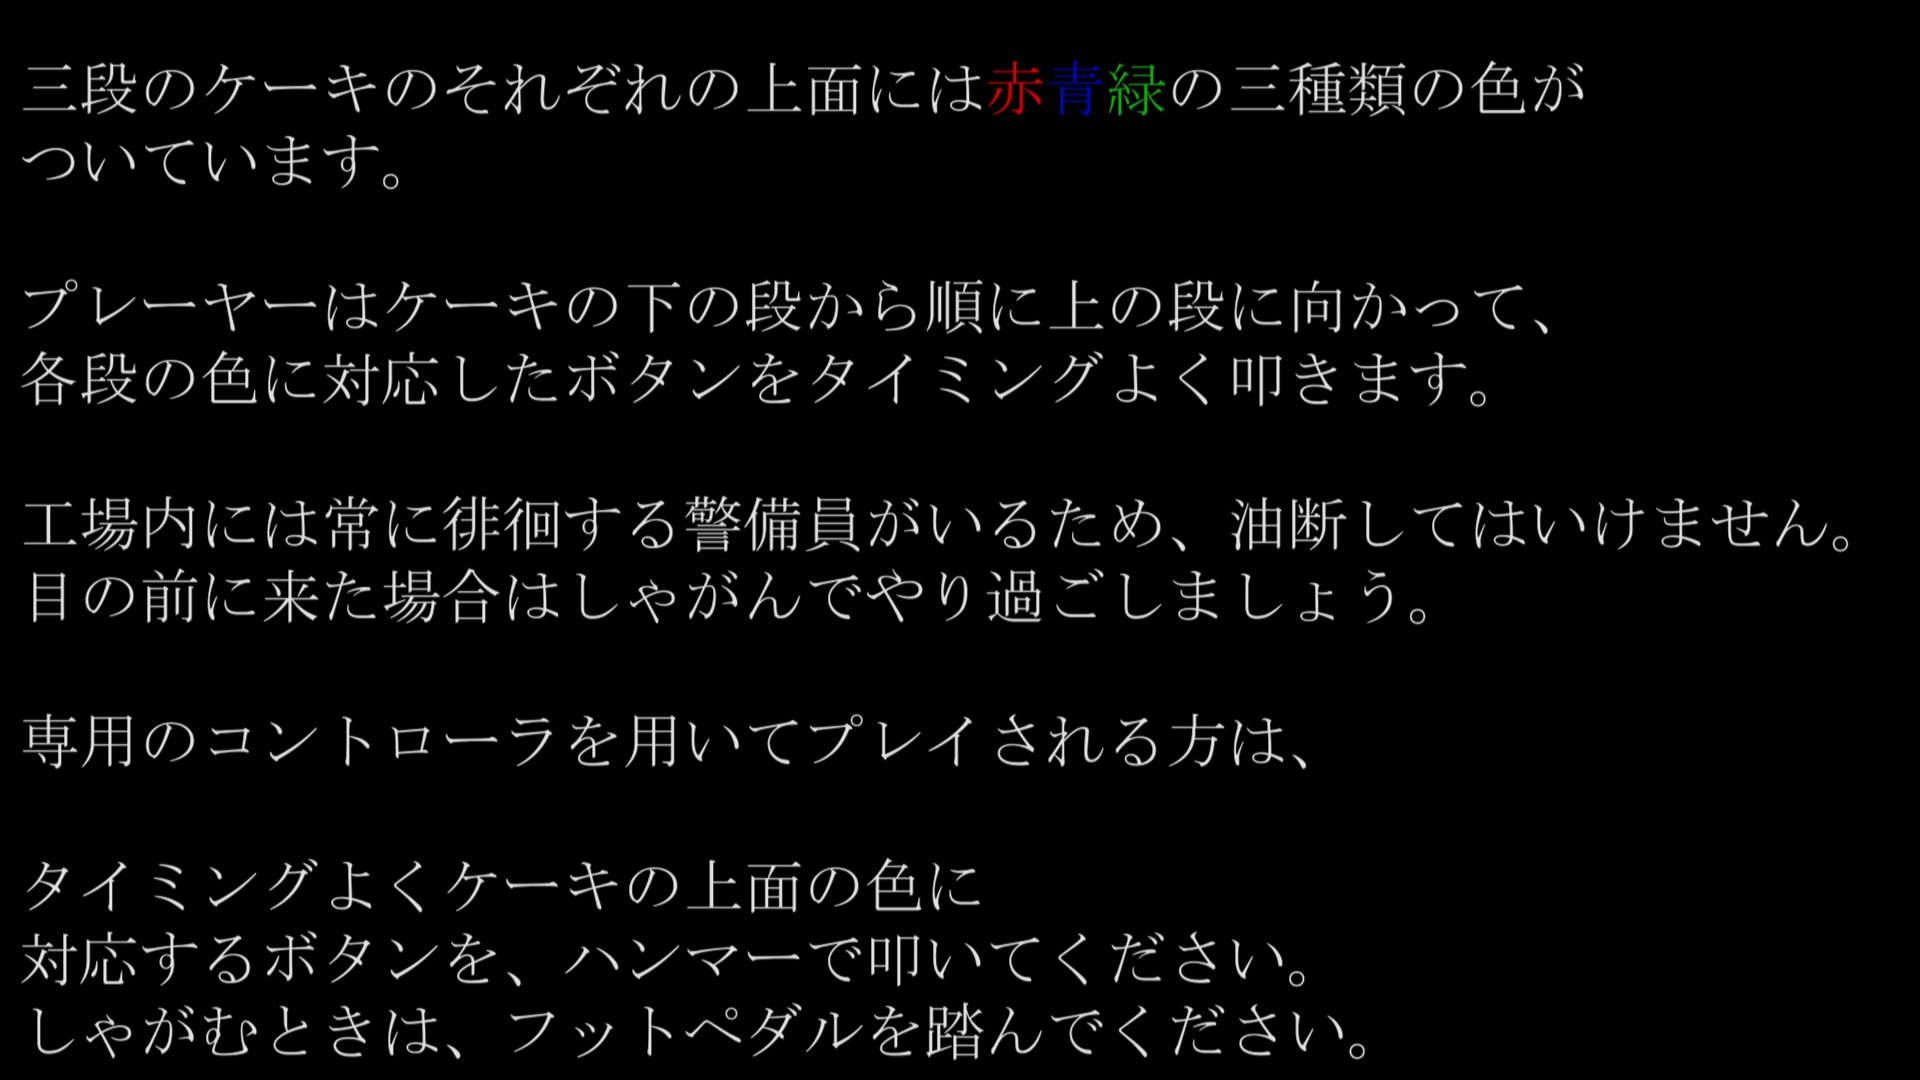 三段のケーキのそれぞれの上面には赤青緑の三種類の色が
ついています。
プレーヤーはケーキの下の段から順に上の段に向かって、
各段の色に対応したボタンをタイミングよく叩きます。
工場内には常に徘徊する警備員がいるため、油断してはいけません。
目の前に来た場合はしゃがんでやり過ごしましょう。
専用のコントローラを用いてプレイされる方は、
タイミングよくケーキの上面の色に
対応するボタンを、ハンマーで叩いてください。
しゃがむときは、フットペダルを踏んでください。